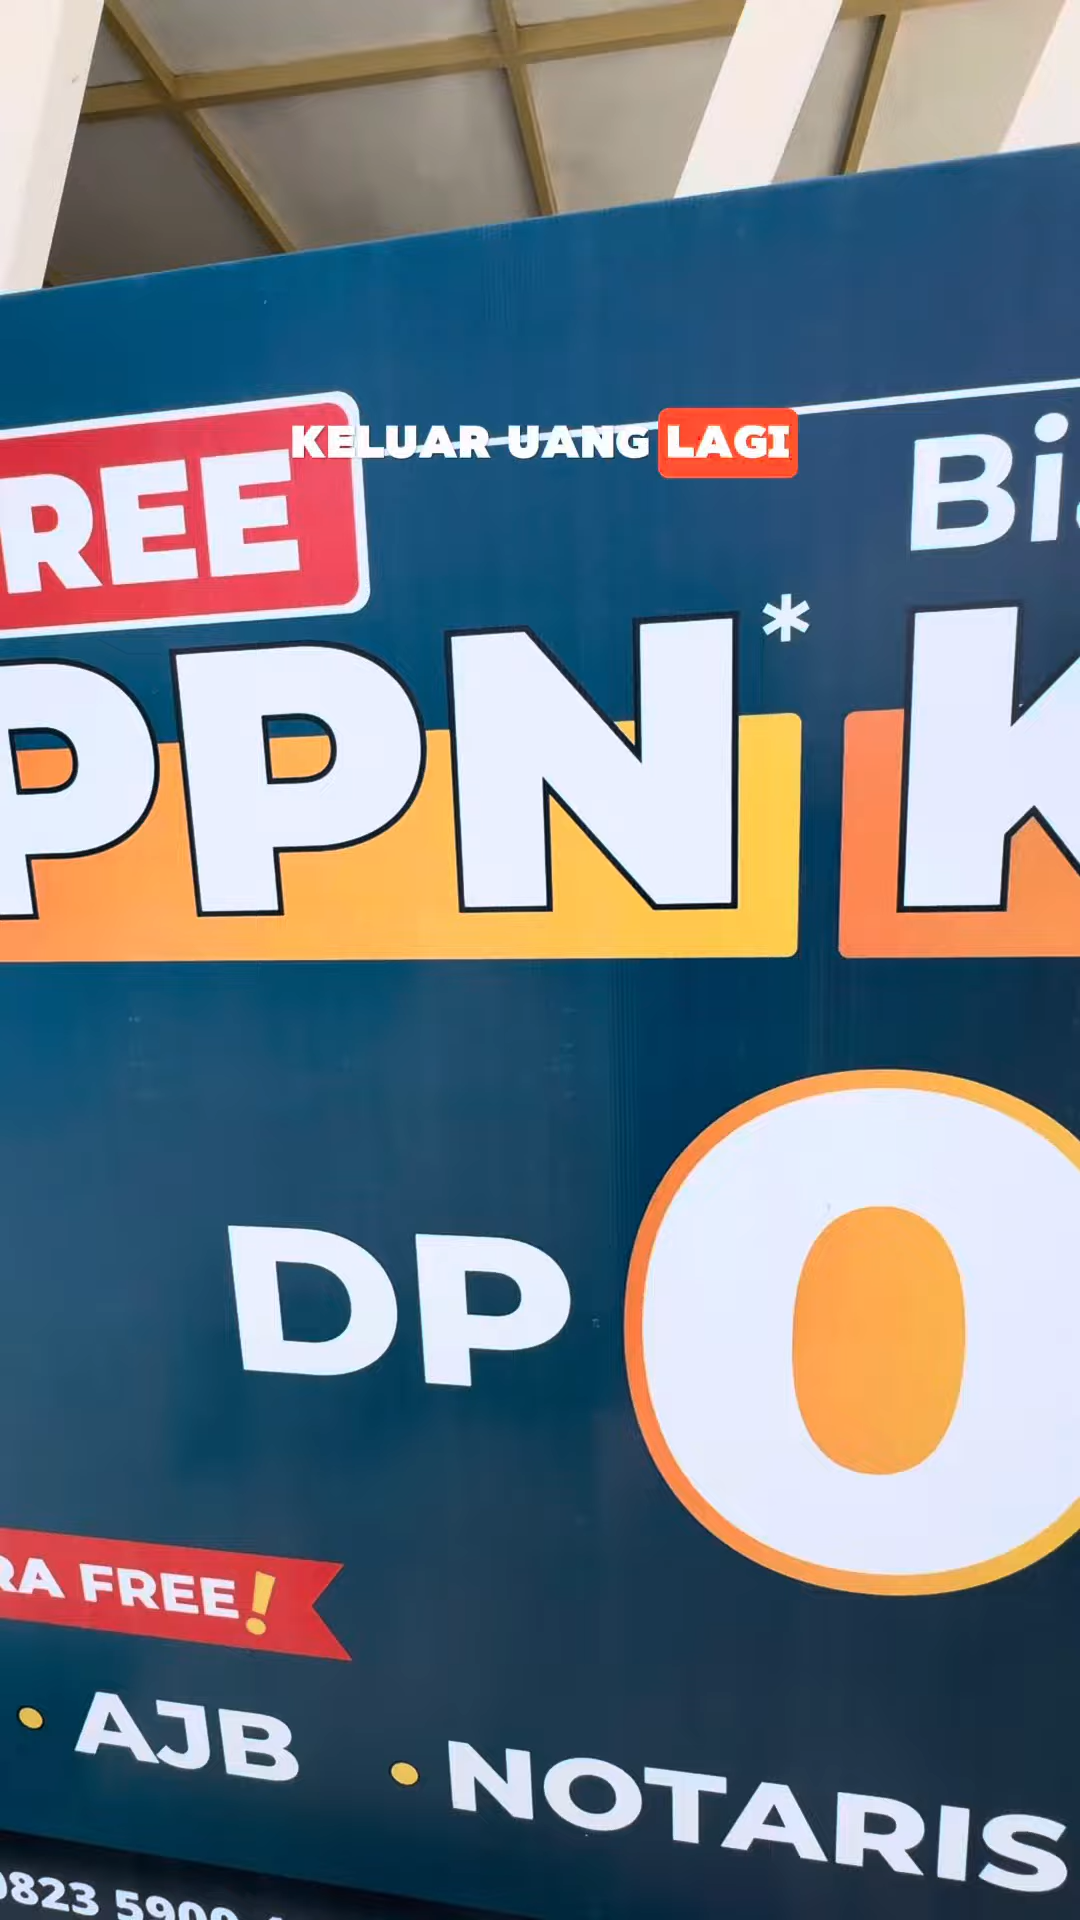 KELUAR UANG LAGI
REE
Bi
PPN*
K
DP 0
RA FREE!
• AJB • NOTARIS
0823 5900